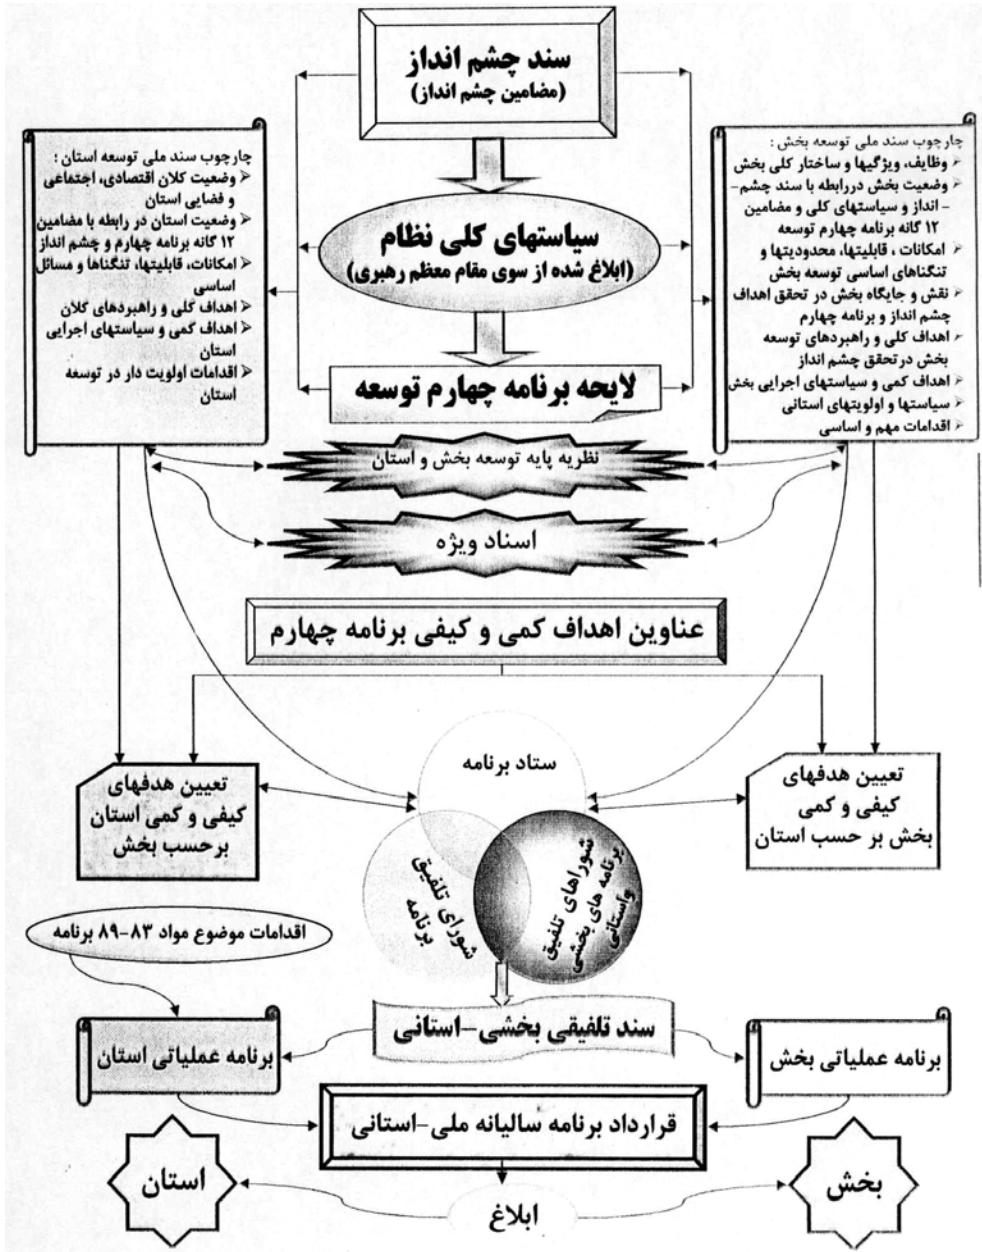 سند چشم انداز
(مضامین چشم انداز)
چارچوب سند ملی توسعه بخش :
وظایف، ویژگیها و ساختار کلی بخش
وضعیت بخش دررابطه با سند چشم–
– انداز و سیاستهای کلی و مضامین
۱۲ گانه برنامه چهارم توسعه
امکانات ، قابلیتها، محدودیتها و
تنگناهای اساسی توسعه بخش
نقش و جایگاه بخش در تحقق اهداف
چشم انداز و برنامه چهارم
اهداف کلی و راهبردهای توسعه
بخش در تحقق چشم انداز
اهداف کمی و سیاستهای اجرایی بخش
سیاستها و اولویتهای استانی
اقدامات مهم و اساسی
چارچوب سند ملی توسعه استان :
وضعیت کلان اقتصادی، اجتماعی
و فضایی استان
وضعیت استان در رابطه با مضامین
۱۲ گانه برنامه چهارم و چشم انداز
امکانات، قابلیتها، تنگناها و مسائل
اساسی
اهداف کلی و راهبردهای کلان
اهداف کمی و سیاستهای اجرایی
استان
اقدامات اولویت دار در توسعه
استان
سیاستهای کلی نظام
(ابلاغ شده از سوی مقام معظم رهبری)
لایحه برنامه چهارم توسعه
نظریه پایه توسعه بخش و استان
اسناد ویژه
عناوین اهداف کمی و کیفی برنامه چهارم
ستاد برنامه
تعیین هدفهای
کیفی و کمی
بخش بر حسب استان
تعیین هدفهای
کیفی و کمی استان
برحسب بخش
شوراهای تلفیق
برنامه های بخشی
واستانی
شورای تلفیق
برنامه
اقدامات موضوع مواد ۸۳–۸۹ برنامه
سند تلفیقی بخشی–استانی
برنامه عملیاتی بخش
برنامه عملیاتی استان
قرارداد برنامه سالیانه ملی–استانی
بخش
استان
ابلاغ